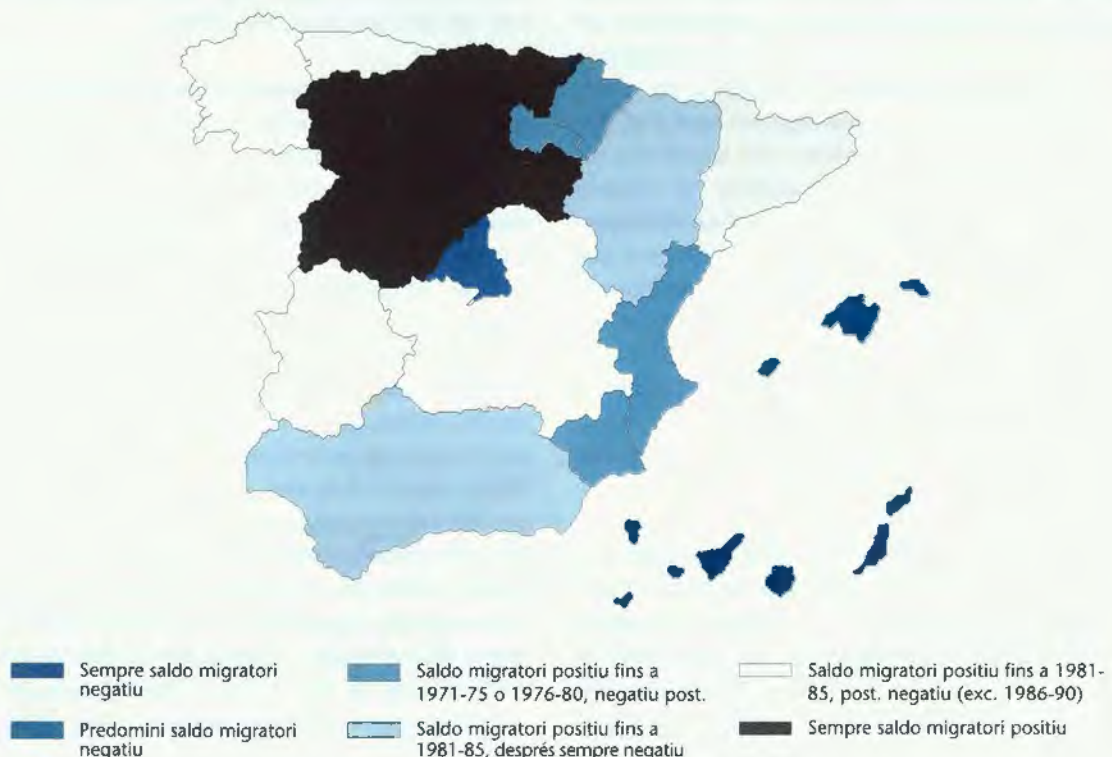 Sempre saldo migratori
negatiu
Predomini saldo migratori
negatiu
Saldo migratori positiu fins a
1971-75 o 1976-80, negatiu post.
Saldo migratori positiu fins a
1981-85, després sempre negatiu
Saldo migratori positiu fins a 1981-
85, post. negatiu (exc. 1986-90)
Sempre saldo migratori positiu